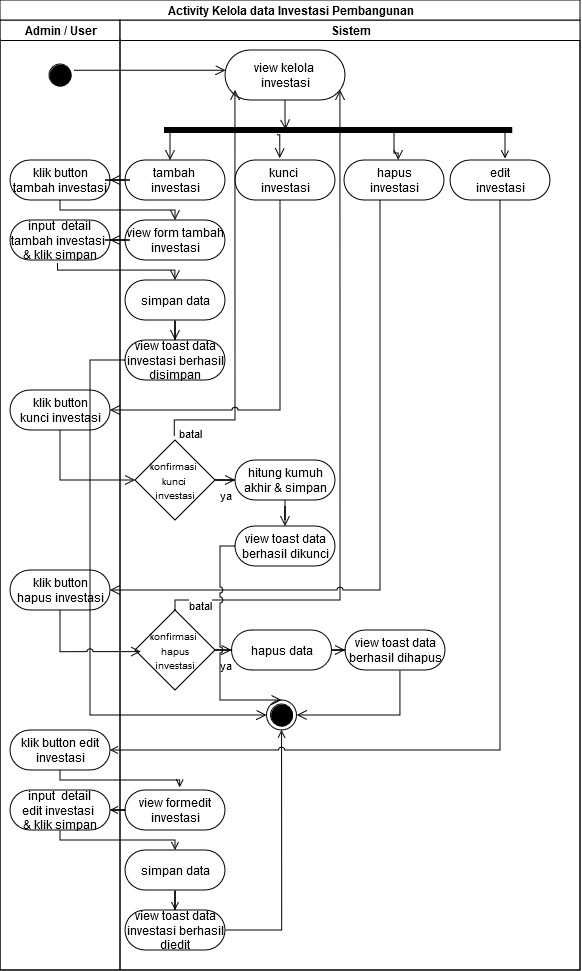 Activity Kelola data Investasi Pembangunan
Admin / User
Sistem
view kelola
investasi
klik button
tambah investasi
tambah
investasi
kunci
investasi
hapus
investasi
edit
investasi
input detail
tambah investasi
& klik simpan
view form tambah
investasi
simpan data
view toast data
investasi berhasil
disimpan
klik button
kunci investasi
batal
konfirmasi
kunci
investasi
ya
hitung kumuh
akhir & simpan
view toast data
berhasil dikunci
klik button
hapus investasi
batal
konfirmasi
hapus
investasi
ya
hapus data
view toast data
berhasil dihapus
klik button edit
investasi
input detail
edit investasi
& klik simpan
view formedit
investasi
simpan data
view toast data
investasi berhasil
diedit